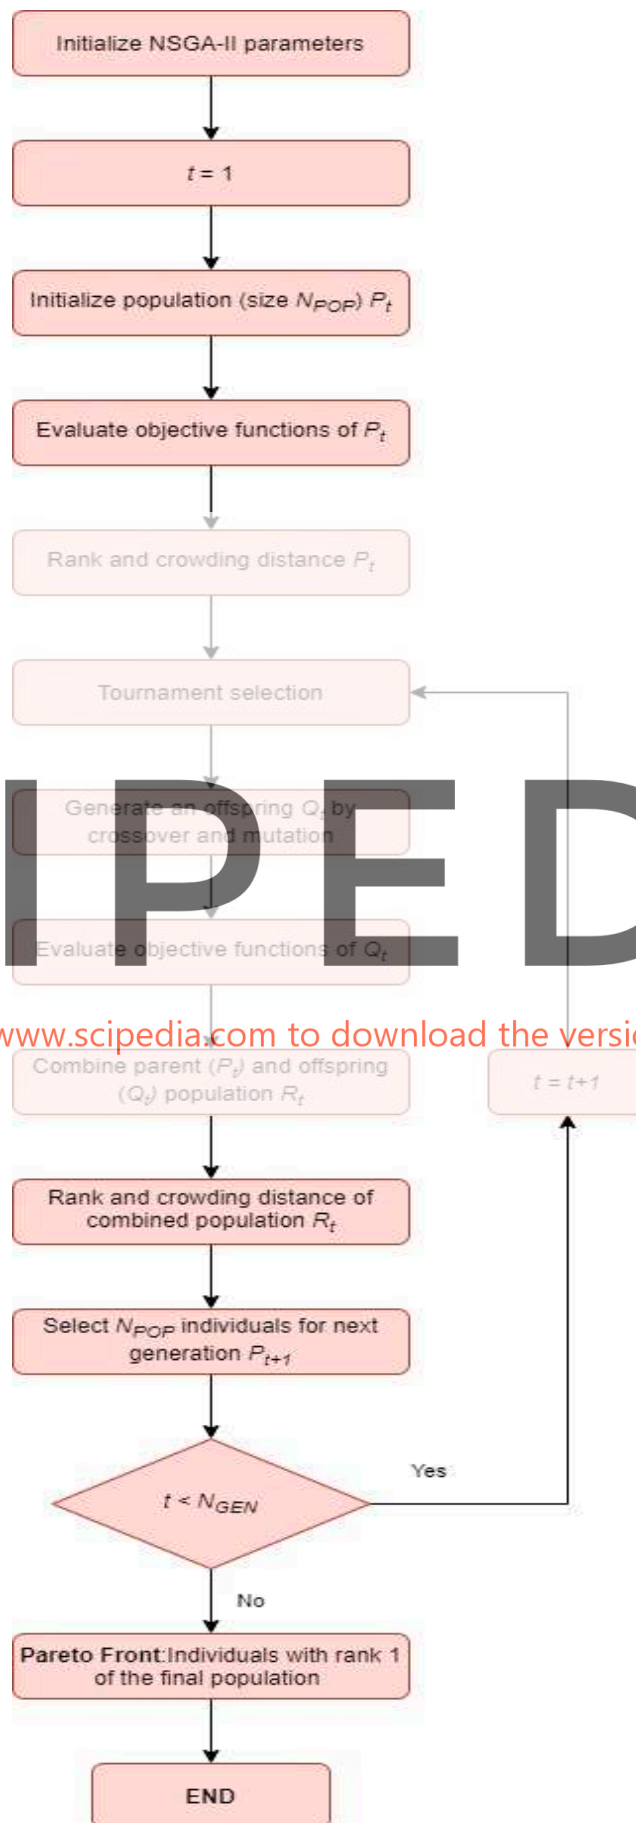 Initialize NSGA-II parameters
t = 1
Initialize population (size N_POP) P_t
Evaluate objective functions of P_t
Rank and crowding distance P_t
Tournament selection
Generate an offspring Q_t by
crossover and mutation
IPED
Evaluate objective functions of Q_t
www.scipedia.com to download the versio
Combine parent (P_t) and offspring
(Q_t) population R_t
t = t+1
Rank and crowding distance of
combined population R_t
Select N_POP individuals for next
generation P_t+1
Yes
t < N_GEN
No
Pareto Front:Individuals with rank 1
of the final population
END